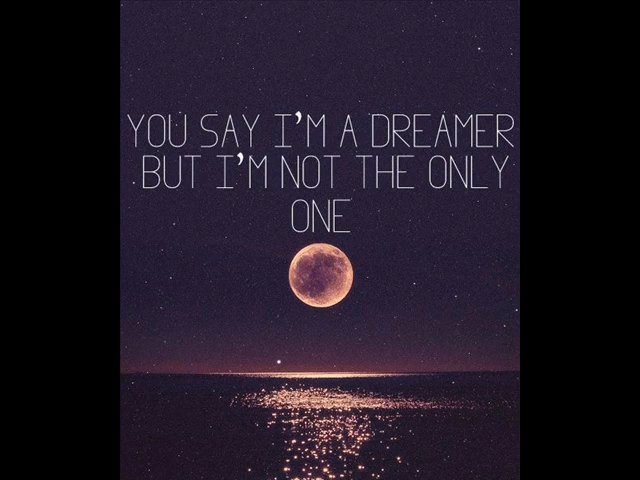 YOU SAY I'M A DREAMER
BUT I'M NOT THE ONLY
ONE